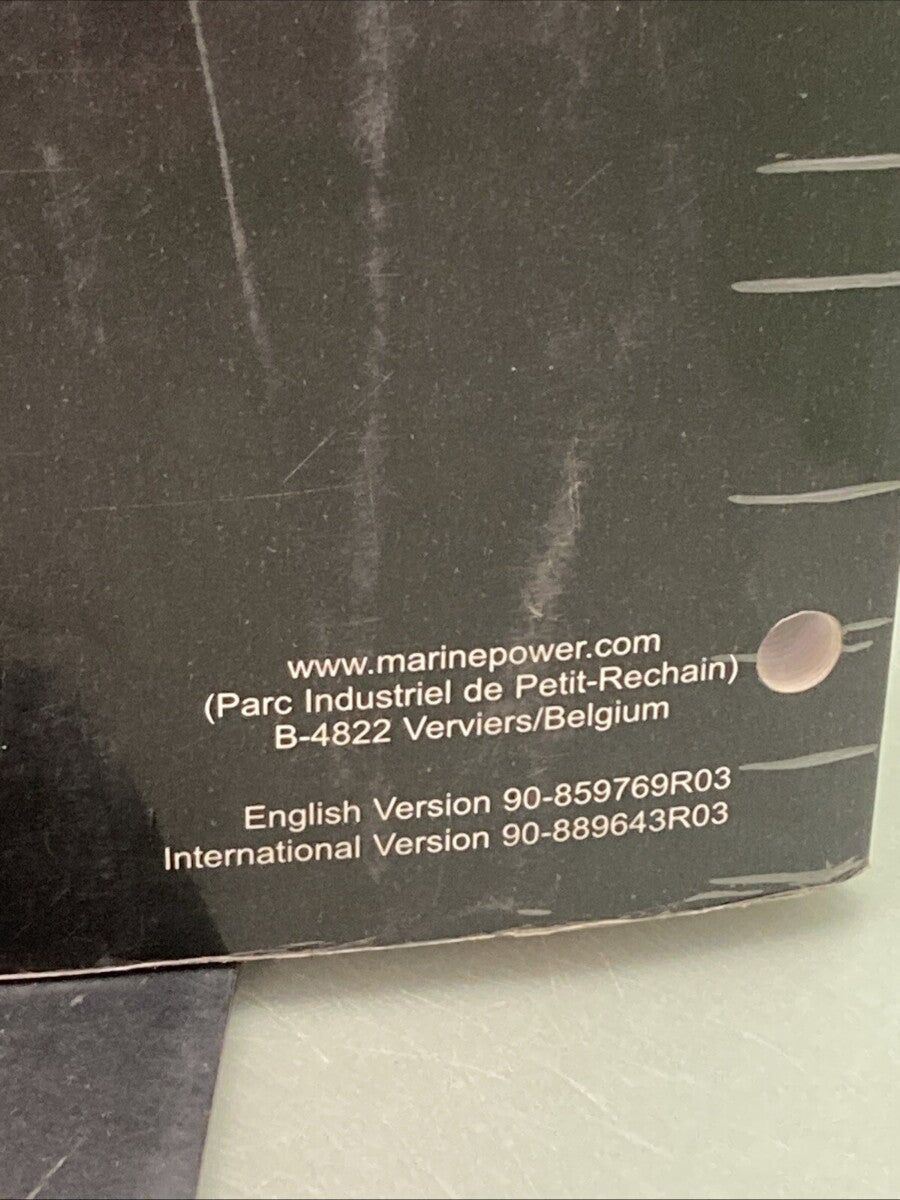 www.marinepower.com
(Parc Industriel de Petit-Rechain)
B-4822 Verviers/Belgium
English Version 90-859769R03
International Version 90-889643R03